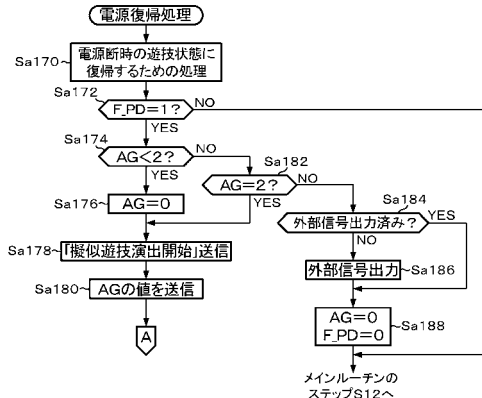 電源復帰処理
Sa170
電源断時の遊技状態に
復帰するための処理
Sa172
F_PD=1?
NO
YES
Sa174
AG<2?
NO
YES
Sa182
AG=2?
NO
YES
Sa176
AG=0
Sa184
外部信号出力済み?
YES
NO
Sa178
「擬似遊技演出開始」送信
外部信号出力
Sa186
Sa180
AGの値を送信
AG=0
F_PD=0
Sa188
A
メインルーチンの
ステップS12へ